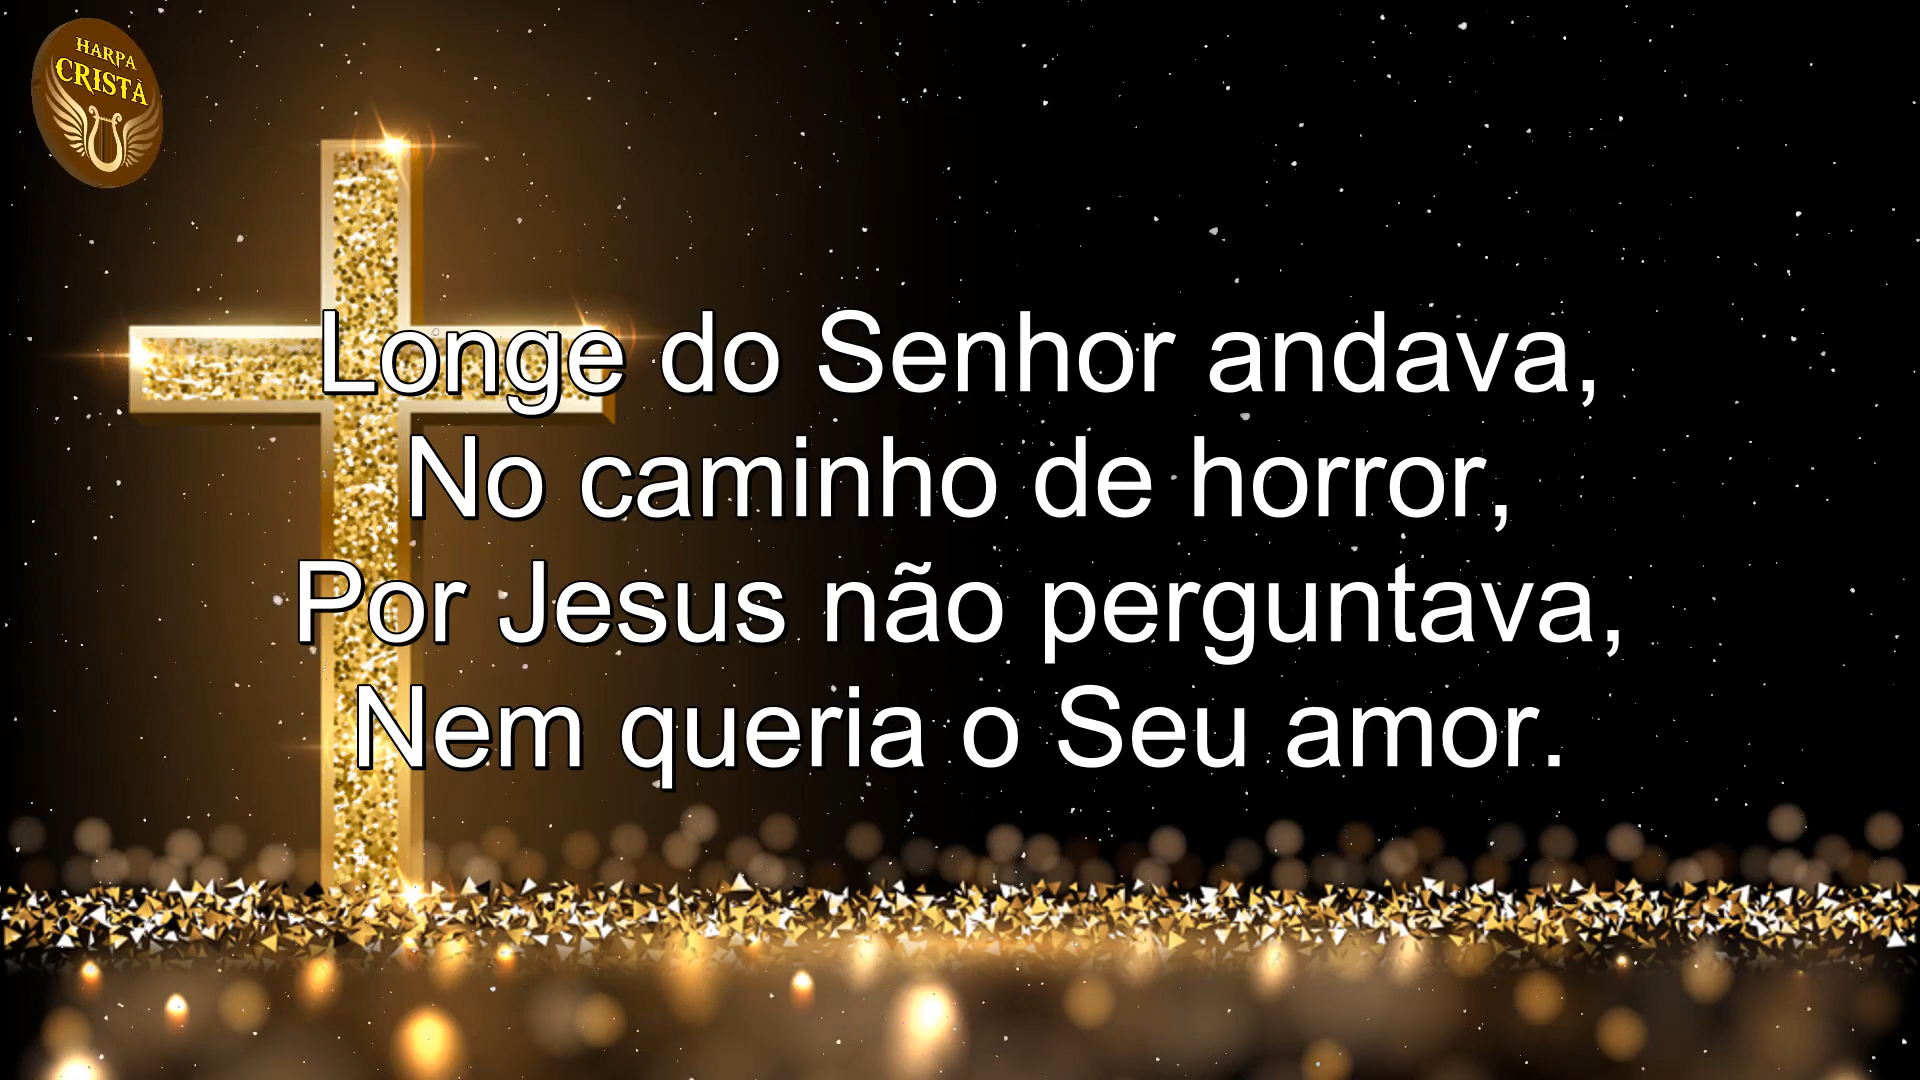 HARPA
CRISTÃ
Longe do Senhor andava,
No caminho de horror,
Por Jesus não perguntava,
Nem queria o Seu amor.